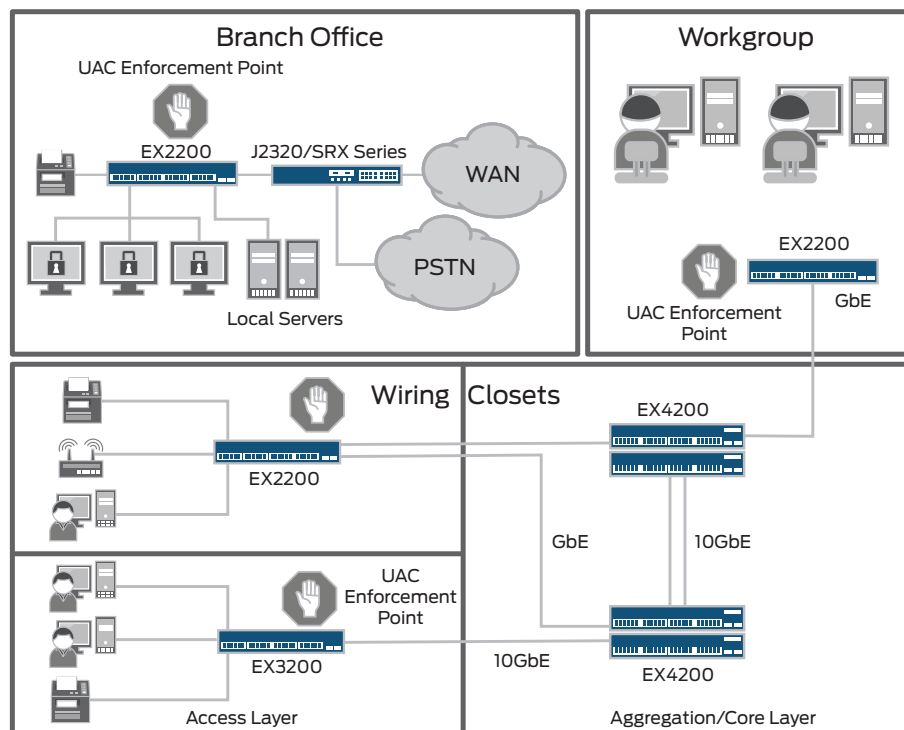 Branch Office
UAC Enforcement Point
EX2200
J2320/SRX Series
WAN
PSTN
Local Servers
Workgroup
EX2200
GbE
UAC Enforcement
Point
Wiring Closets
EX2200
EX4200
GbE
10GbE
UAC
Enforcement
Point
EX3200
10GbE
EX4200
Access Layer
Aggregation/Core Layer